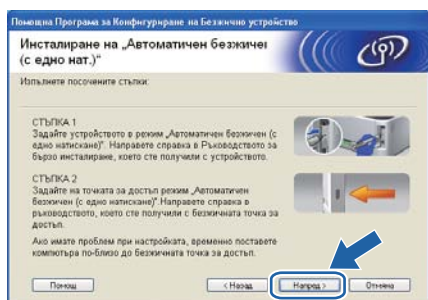 Помощна Програма за Конфигуриране на Безжично устройство
Инсталиране на „Автоматичен безжичен
(с едно нат.)“
Изпълнете посочените стъпки:
СТЪПКА 1
Задайте устройството в режим „Автоматичен безжичен (с
едно натискане)“. Направете справка в Ръководството за
бързо инсталиране, което сте получили с устройството.
СТЪПКА 2
Задайте на точката за достъп режим „Автоматичен
безжичен (с едно натискане)“. Направете справка в
ръководството, което сте получили с безжичната точка за
достъп.
Ако имате проблем при настройката, временно поставете
компютъра по-близо до безжичната точка за достъп.
Помощ
< Назад
Напред >
Отмяна